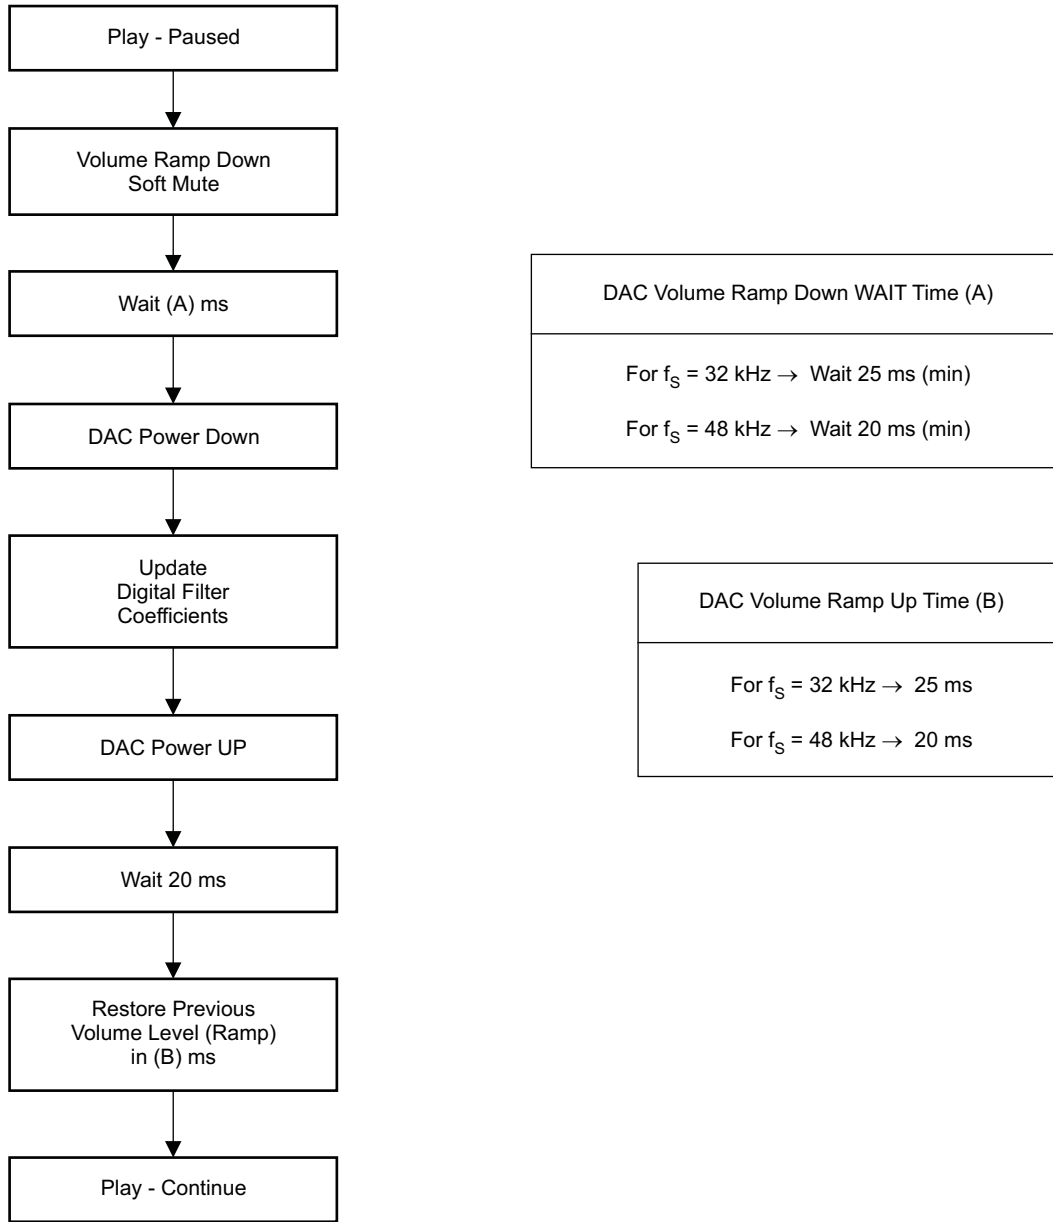 Play - Paused
Volume Ramp Down
Soft Mute
Wait (A) ms
DAC Power Down
Update
Digital Filter
Coefficients
DAC Power UP
Wait 20 ms
Restore Previous
Volume Level (Ramp)
in (B) ms
Play - Continue
DAC Volume Ramp Down WAIT Time (A)
For fS = 32 kHz → Wait 25 ms (min)
For fS = 48 kHz → Wait 20 ms (min)
DAC Volume Ramp Up Time (B)
For fS = 32 kHz → 25 ms
For fS = 48 kHz → 20 ms